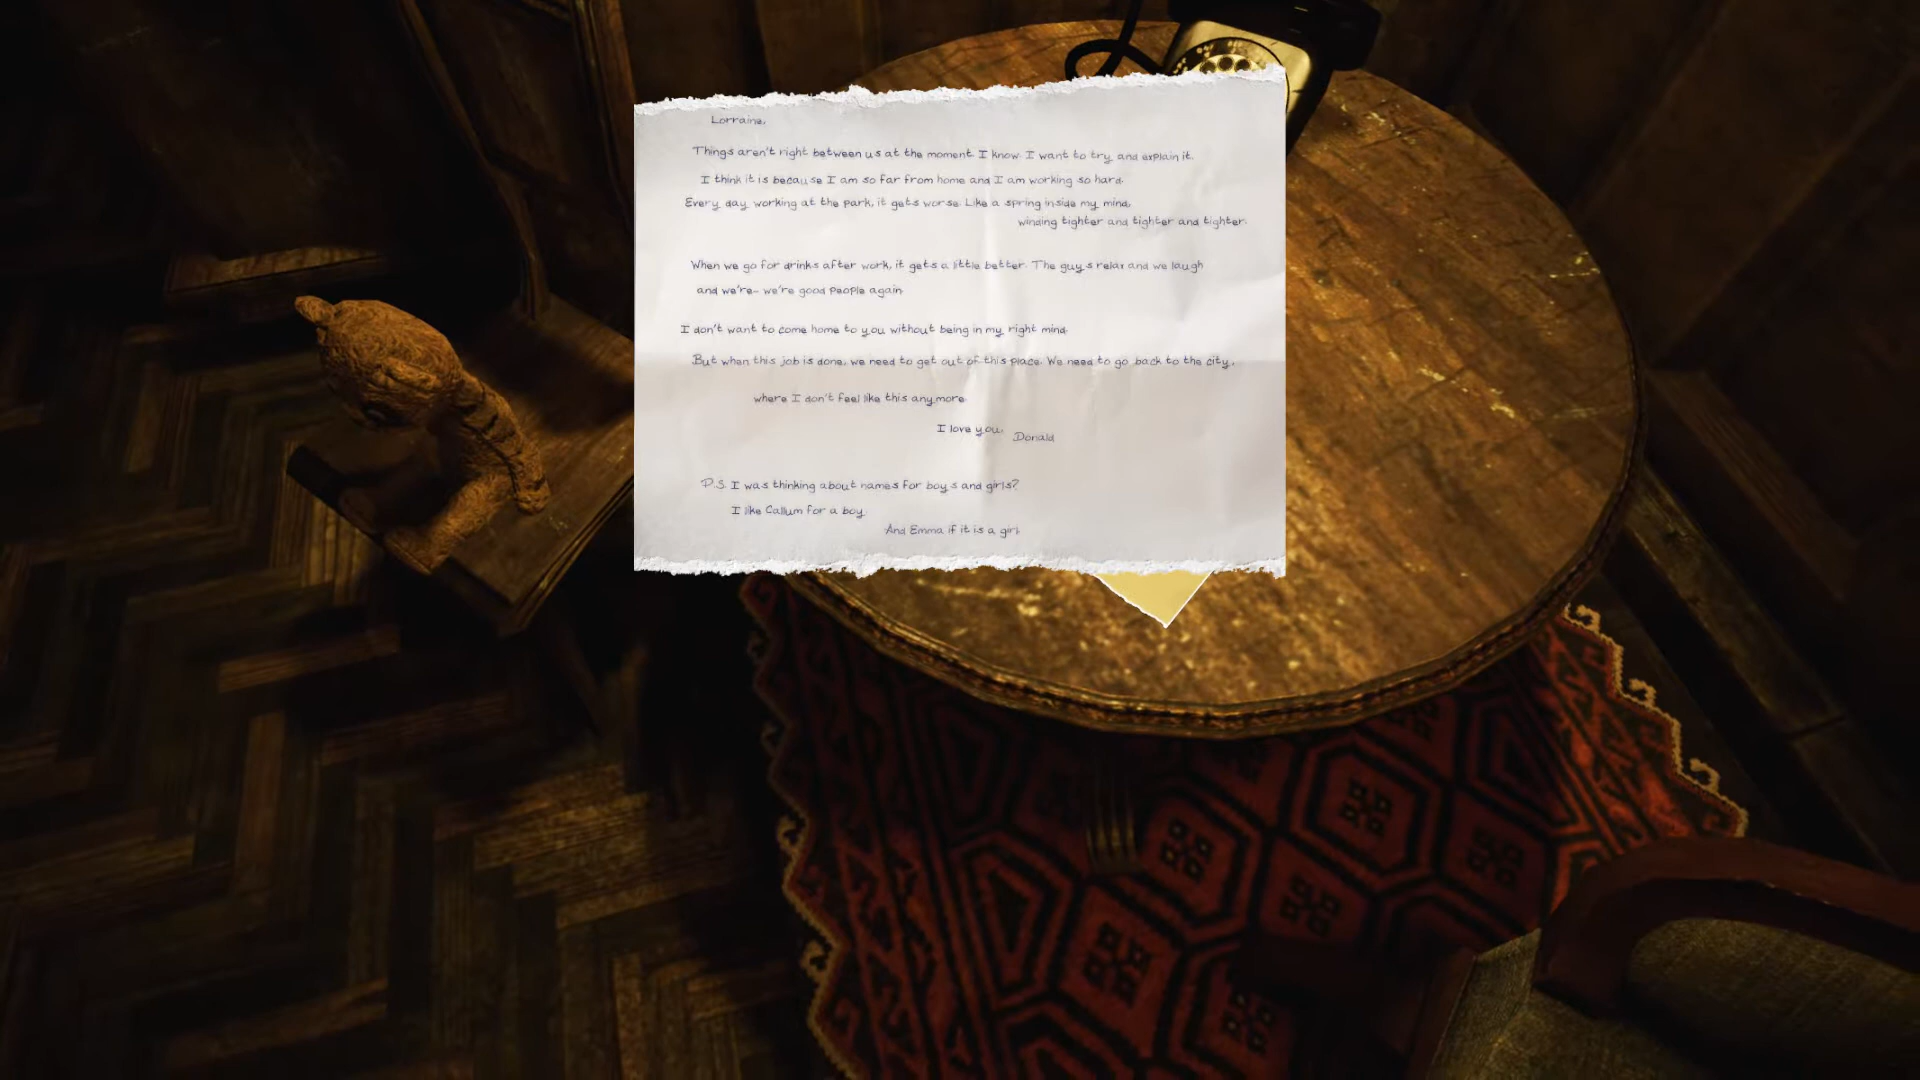 Lorraine,
Things aren't right between us at the moment. I know. I want to try and explain it.
I think it is because I am so far from home and I am working so hard.
Every day working at the park, it gets worse. Like a spring inside my mind,
winding tighter and tighter and tighter.
When we go for drinks after work, it gets a little better. The guys relax and we laugh
and we're- we're good people again.
I don't want to come home to you without being in my right mind.
But when this job is done, we need to get out of this place. We need to go back to the city,
where I don't feel like this anymore.
I love you.
Donald
P.S. I was thinking about names for boys and girls?
I like Callum for a boy.
And Emma if it is a girl.